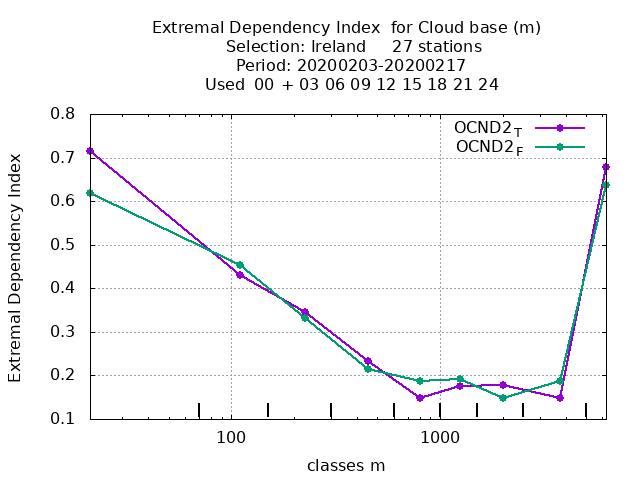 Extremal Dependency Index for Cloud base (m)
Selection: Ireland 27 stations
Period: 20200203-20200217
Used 00 + 03 06 09 12 15 18 21 24
OCND2T
OCND2F
Extremal Dependency Index
0.8
0.7
0.6
0.5
0.4
0.3
0.2
0.1
100
1000
classes m